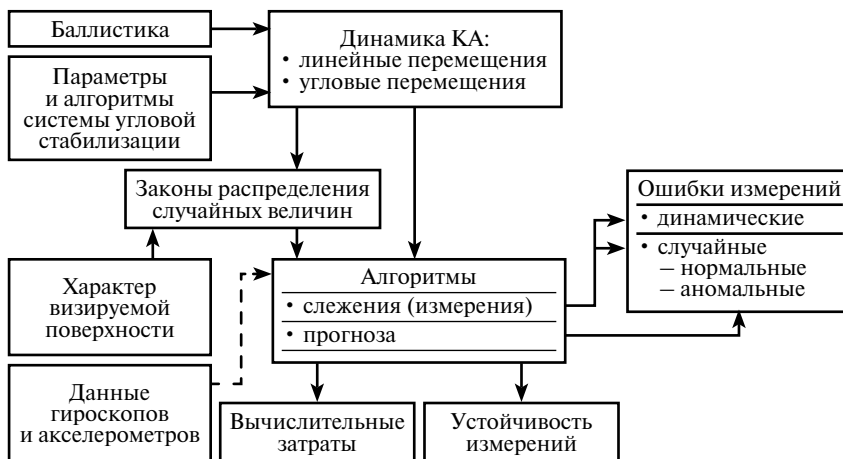 Баллистика
Параметры
и алгоритмы
системы угловой
стабилизации
Динамика КА:
• линейные перемещения
• угловые перемещения
Законы распределения
случайных величин
Характер
визируемой
поверхности
Данные
гироскопов
и акселерометров
Алгоритмы
• слежения (измерения)
• прогноза
Ошибки измерений
• динамические
• случайные
– нормальные
– аномальные
Вычислительные
затраты
Устойчивость
измерений